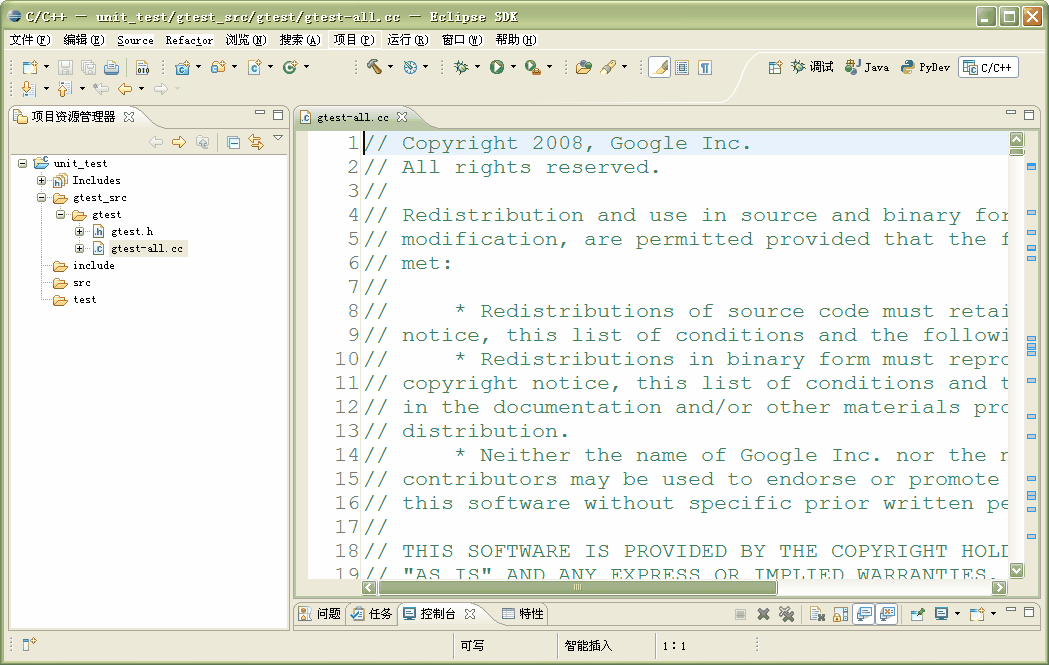 C/C++ — unit_test/gtest_src/gtest/gtest-all.cc — Eclipse SDK
文件(F) 编辑(E) Source Refactor 浏览(N) 搜索(A) 项目(P) 运行(R) 窗口(W) 帮助(H)
调试 Java PyDev C/C++
项目资源管理器
unit_test
Includes
gtest_src
gtest
gtest.h
gtest-all.cc
include
src
test
gtest-all.cc
1 // Copyright 2008, Google Inc.
2 // All rights reserved.
3 //
4 // Redistribution and use in source and binary for
5 // modification, are permitted provided that the f
6 // met:
7 //
8 //     * Redistributions of source code must retai
9 // notice, this list of conditions and the followi
10 //     * Redistributions in binary form must repro
11 // copyright notice, this list of conditions and t
12 // in the documentation and/or other materials pro
13 // distribution.
14 //     * Neither the name of Google Inc. nor the n
15 // contributors may be used to endorse or promote
16 // this software without specific prior written pe
17 //
18 // THIS SOFTWARE IS PROVIDED BY THE COPYRIGHT HOLD
19 // "AS IS" AND ANY EXPRESS OR IMPLIED WARRANTIES,
问题 任务 控制台 特性
可写 智能插入 1 : 1